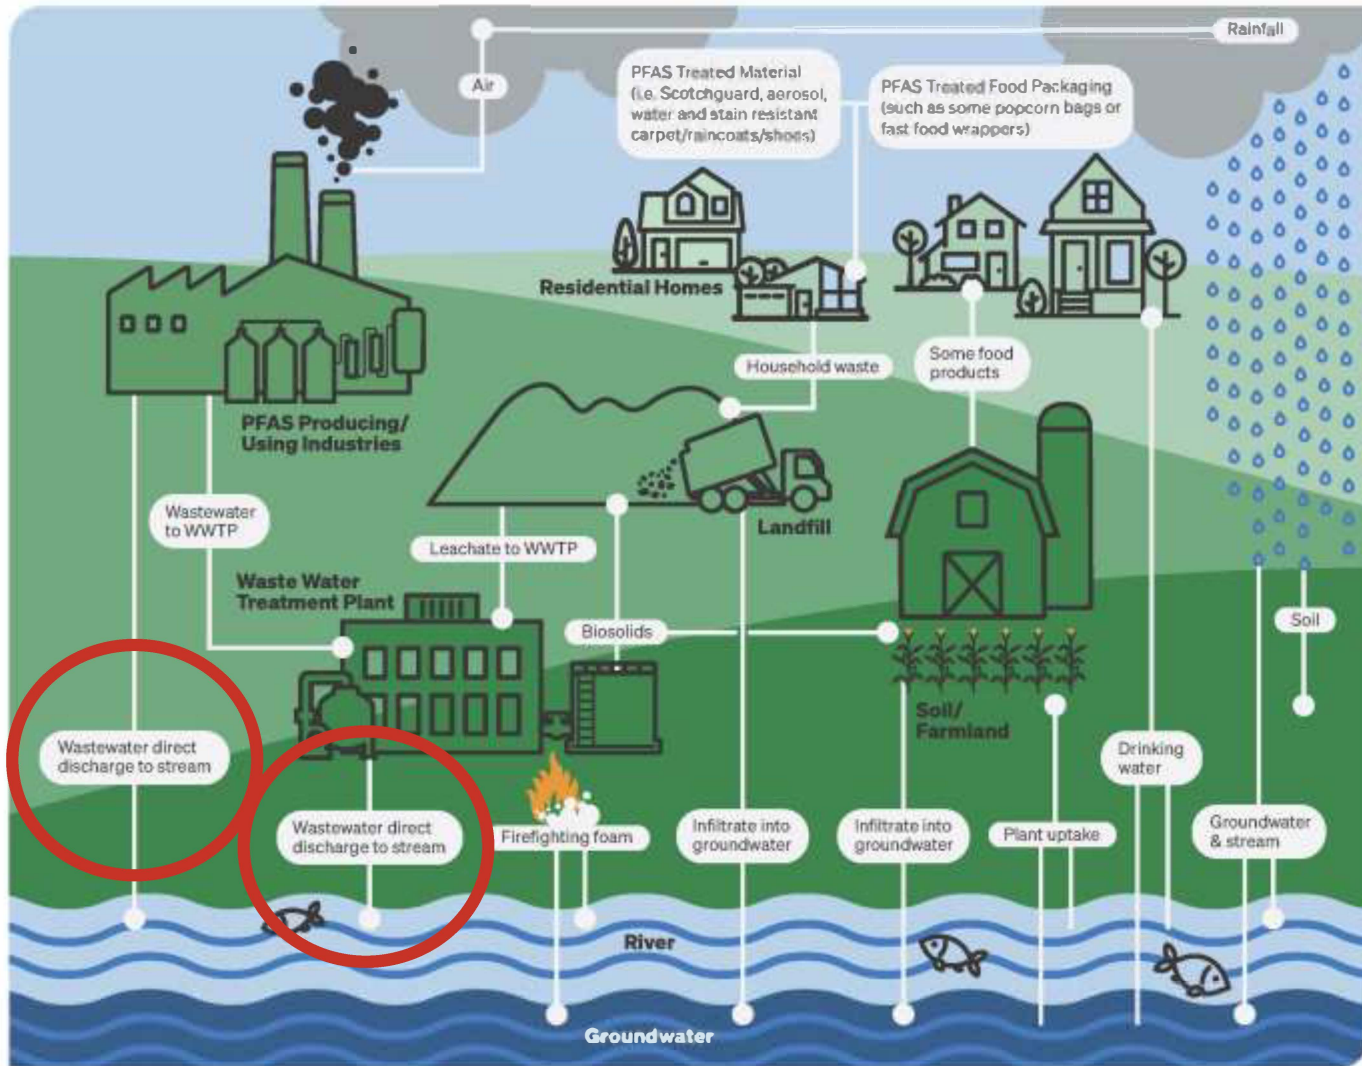 Rainfall
Air
PFAS Treated Material
(i.e. Scotchguard, aerosol,
water and stain resistant
carpet/raincoats/shoes)
PFAS Treated Food Packaging
(such as some popcorn bags or
fast food wrappers)
Residential Homes
Household waste
Some food
products
PFAS Producing/
Using Industries
Wastewater
to WWTP
Leachate to WWTP
Landfill
Waste Water
Treatment Plant
Biosolids
Soil
Soil/
Farmland
Wastewater direct
discharge to stream
Drinking
water
Wastewater direct
discharge to stream
Firefighting foam
Infiltrate into
groundwater
Infiltrate into
groundwater
Plant uptake
Groundwater
& stream
River
Groundwater